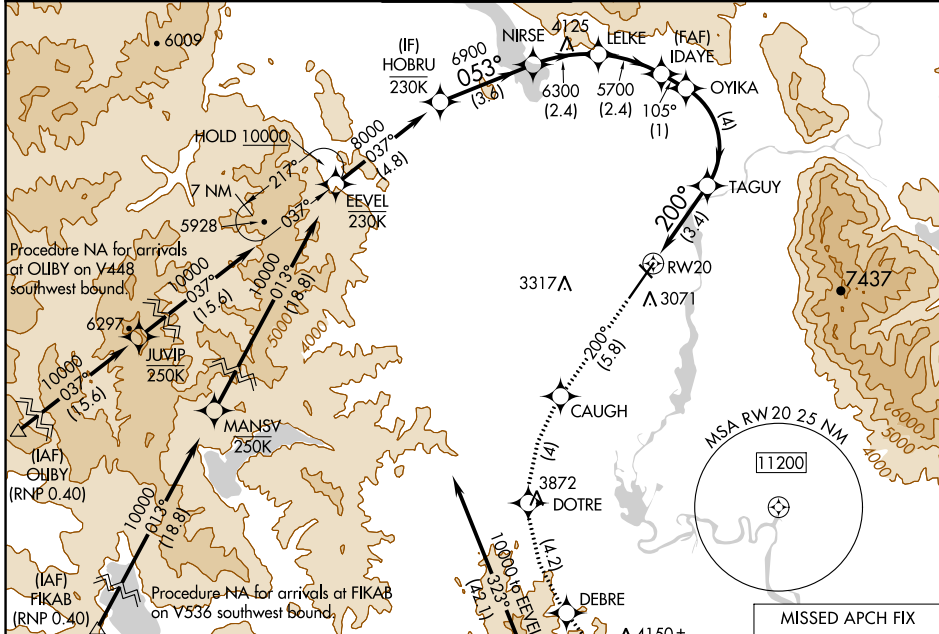 6009
(IF)
HOBRU
230K
6900
053°
(3.6)
NIRSE
4125
6300
(2.4)
LELKE
5700
(2.4)
(FAF)
IDAYE
105°
(1)
OYIKA
(4)
TAGUY
200°
(3.4)
RW20
HOLD 10000
8000
037°
(4.8)
217°
7 NM
037°
5928
EEVEL
230K
Procedure NA for arrivals
at OLIBY on V448
southwest bound.
10000
037°
(15.6)
10000
013°
(18.8)
5000
4000
6297
JUVIP
250K
10000
037°
(15.6)
(IAF)
OLIBY
(RNP 0.40)
MANSV
250K
10000
013°
(18.8)
(IAF)
FIKAB
(RNP 0.40)
Procedure NA for arrivals at FIKAB
on V536 southwest bound.
3317
3071
7437
6000
5000
4000
200°
(5.8)
CAUGH
(4)
3872
DOTRE
(4.2)
DEBRE
4150±
10000 to EEVEL
323°
(42.1)
MSA RW20 25 NM
11200
MISSED APCH FIX